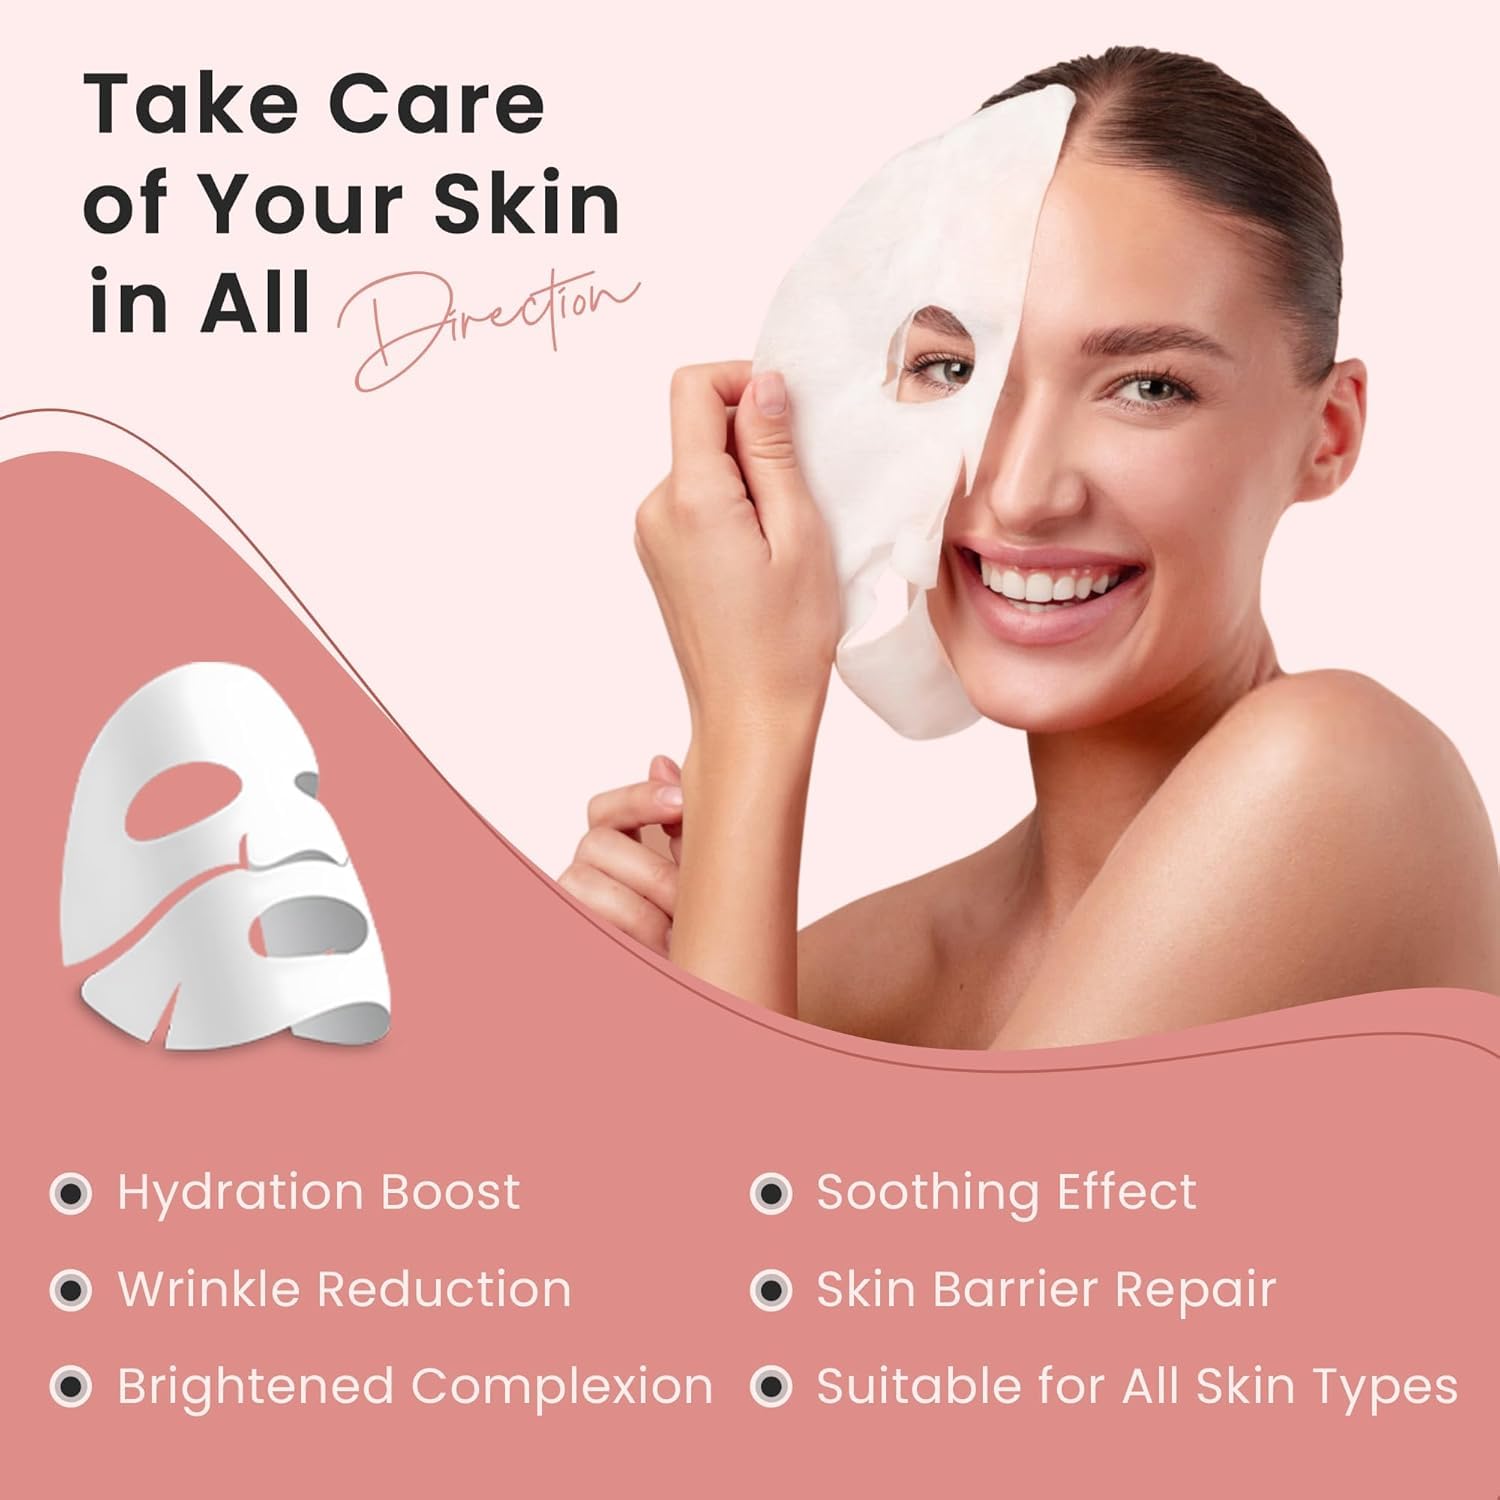 Take Care
of Your Skin
in All Direction
Hydration Boost
Wrinkle Reduction
Brightened Complexion
Soothing Effect
Skin Barrier Repair
Suitable for All Skin Types